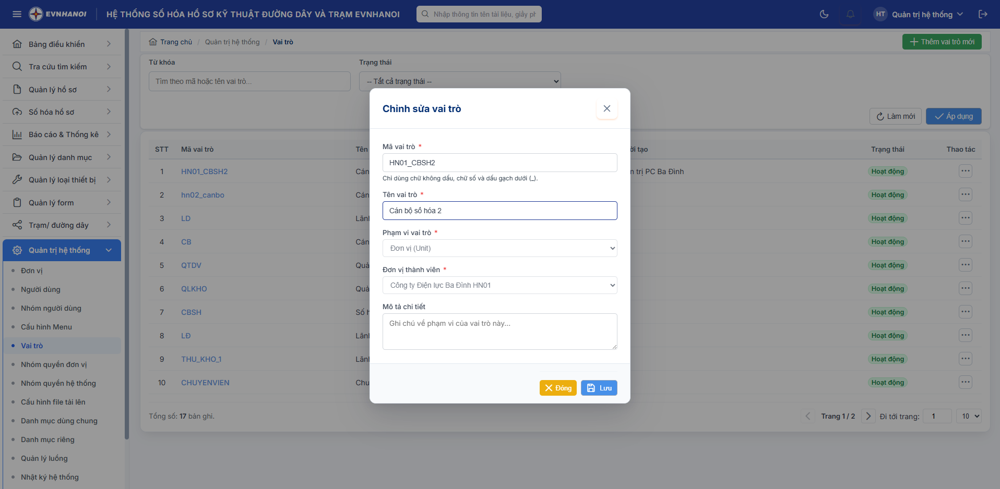 EVNHANOI
HỆ THỐNG SỐ HÓA HỒ SƠ KỸ THUẬT ĐƯỜNG DÂY VÀ TRẠM EVNHANOI
Nhập thông tin tên tài liệu, giấy ph
HT Quản trị hệ thống
Bảng điều khiển
Tra cứu tìm kiếm
Quản lý hồ sơ
Số hóa hồ sơ
Báo cáo & Thống kê
Quản lý danh mục
Quản lý loại thiết bị
Quản lý form
Trạm/ đường dây
Quản trị hệ thống
Đơn vị
Người dùng
Nhóm người dùng
Cấu hình Menu
Vai trò
Nhóm quyền đơn vị
Nhóm quyền hệ thống
Cấu hình file tải lên
Danh mục dùng chung
Danh mục riêng
Quản lý luồng
Nhật ký hệ thống
Trang chủ / Quản trị hệ thống / Vai trò
Thêm vai trò mới
Từ khóa
Trạng thái
Tìm theo mã hoặc tên vai trò...
-- Tất cả trạng thái --
Làm mới
Áp dụng
STT Mã vai trò Tên ời tạo Trạng thái Thao tác
1 HN01_CBSH2 Cán n trị PC Ba Đình Hoạt động
2 hn02_canbo Cán Hoạt động
3 LD Lãnh Hoạt động
4 CB Cán Hoạt động
5 QTDV Quả Hoạt động
6 QLKHO Quả Hoạt động
7 CBSH Số h Hoạt động
8 LĐ Lãnh Hoạt động
9 THU_KHO_1 Lãnh Hoạt động
10 CHUYENVIEN Chu Hoạt động
Tổng số: 17 bản ghi.
Trang 1 / 2
Đi tới trang: 1
10
Chỉnh sửa vai trò
Mã vai trò *
HN01_CBSH2
Chỉ dùng chữ không dấu, chữ số và dấu gạch dưới (_).
Tên vai trò *
Cán bộ số hóa 2
Phạm vi vai trò *
Đơn vị (Unit)
Đơn vị thành viên *
Công ty Điện lực Ba Đình HN01
Mô tả chi tiết
Ghi chú về phạm vi của vai trò này...
Đóng
Lưu